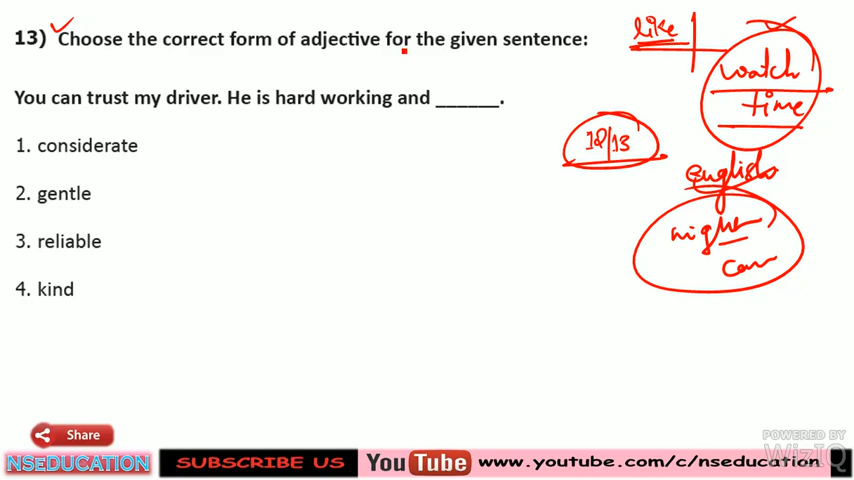 13) Choose the correct form of adjective for the given sentence:
You can trust my driver. He is hard working and ______.
1. considerate
2. gentle
3. reliable
4. kind
like
watch
time
12/13
english
Share
NSEDUCATION
SUBSCRIBE US
YouTube
www.youtube.com/c/nseducation
POWERED BY
WizIQ